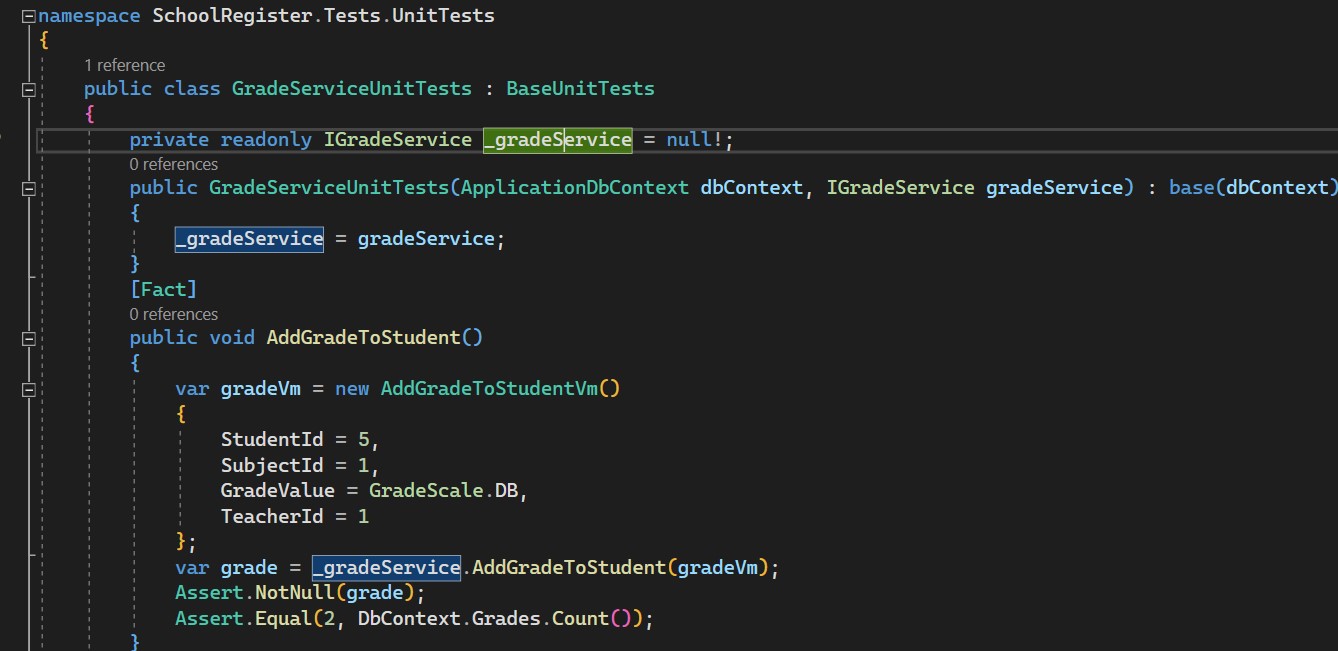 namespace SchoolRegister.Tests.UnitTests
{
1 reference
public class GradeServiceUnitTests : BaseUnitTests
{
private readonly IGradeService _gradeService = null!;
0 references
public GradeServiceUnitTests(ApplicationDbContext dbContext, IGradeService gradeService) : base(dbContext)
{
_gradeService = gradeService;
}
[Fact]
0 references
public void AddGradeToStudent()
{
var gradeVm = new AddGradeToStudentVm()
{
StudentId = 5,
SubjectId = 1,
GradeValue = GradeScale.DB,
TeacherId = 1
};
var grade = _gradeService.AddGradeToStudent(gradeVm);
Assert.NotNull(grade);
Assert.Equal(2, DbContext.Grades.Count());
}